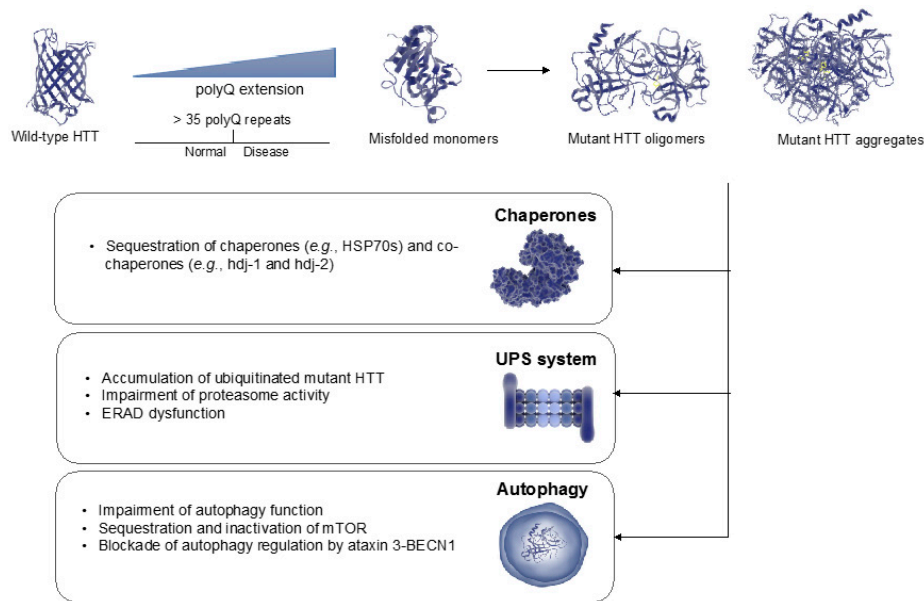 polyQ extension
> 35 polyQ repeats
Normal Disease
Wild-type HTT
Misfolded monomers
Mutant HTT oligomers
Mutant HTT aggregates
Chaperones
• Sequestration of chaperones (e.g., HSP70s) and co-
chaperones (e.g., hdj-1 and hdj-2)
UPS system
• Accumulation of ubiquitinated mutant HTT
• Impairment of proteasome activity
• ERAD dysfunction
Autophagy
• Impairment of autophagy function
• Sequestration and inactivation of mTOR
• Blockade of autophagy regulation by ataxin 3-BECN1